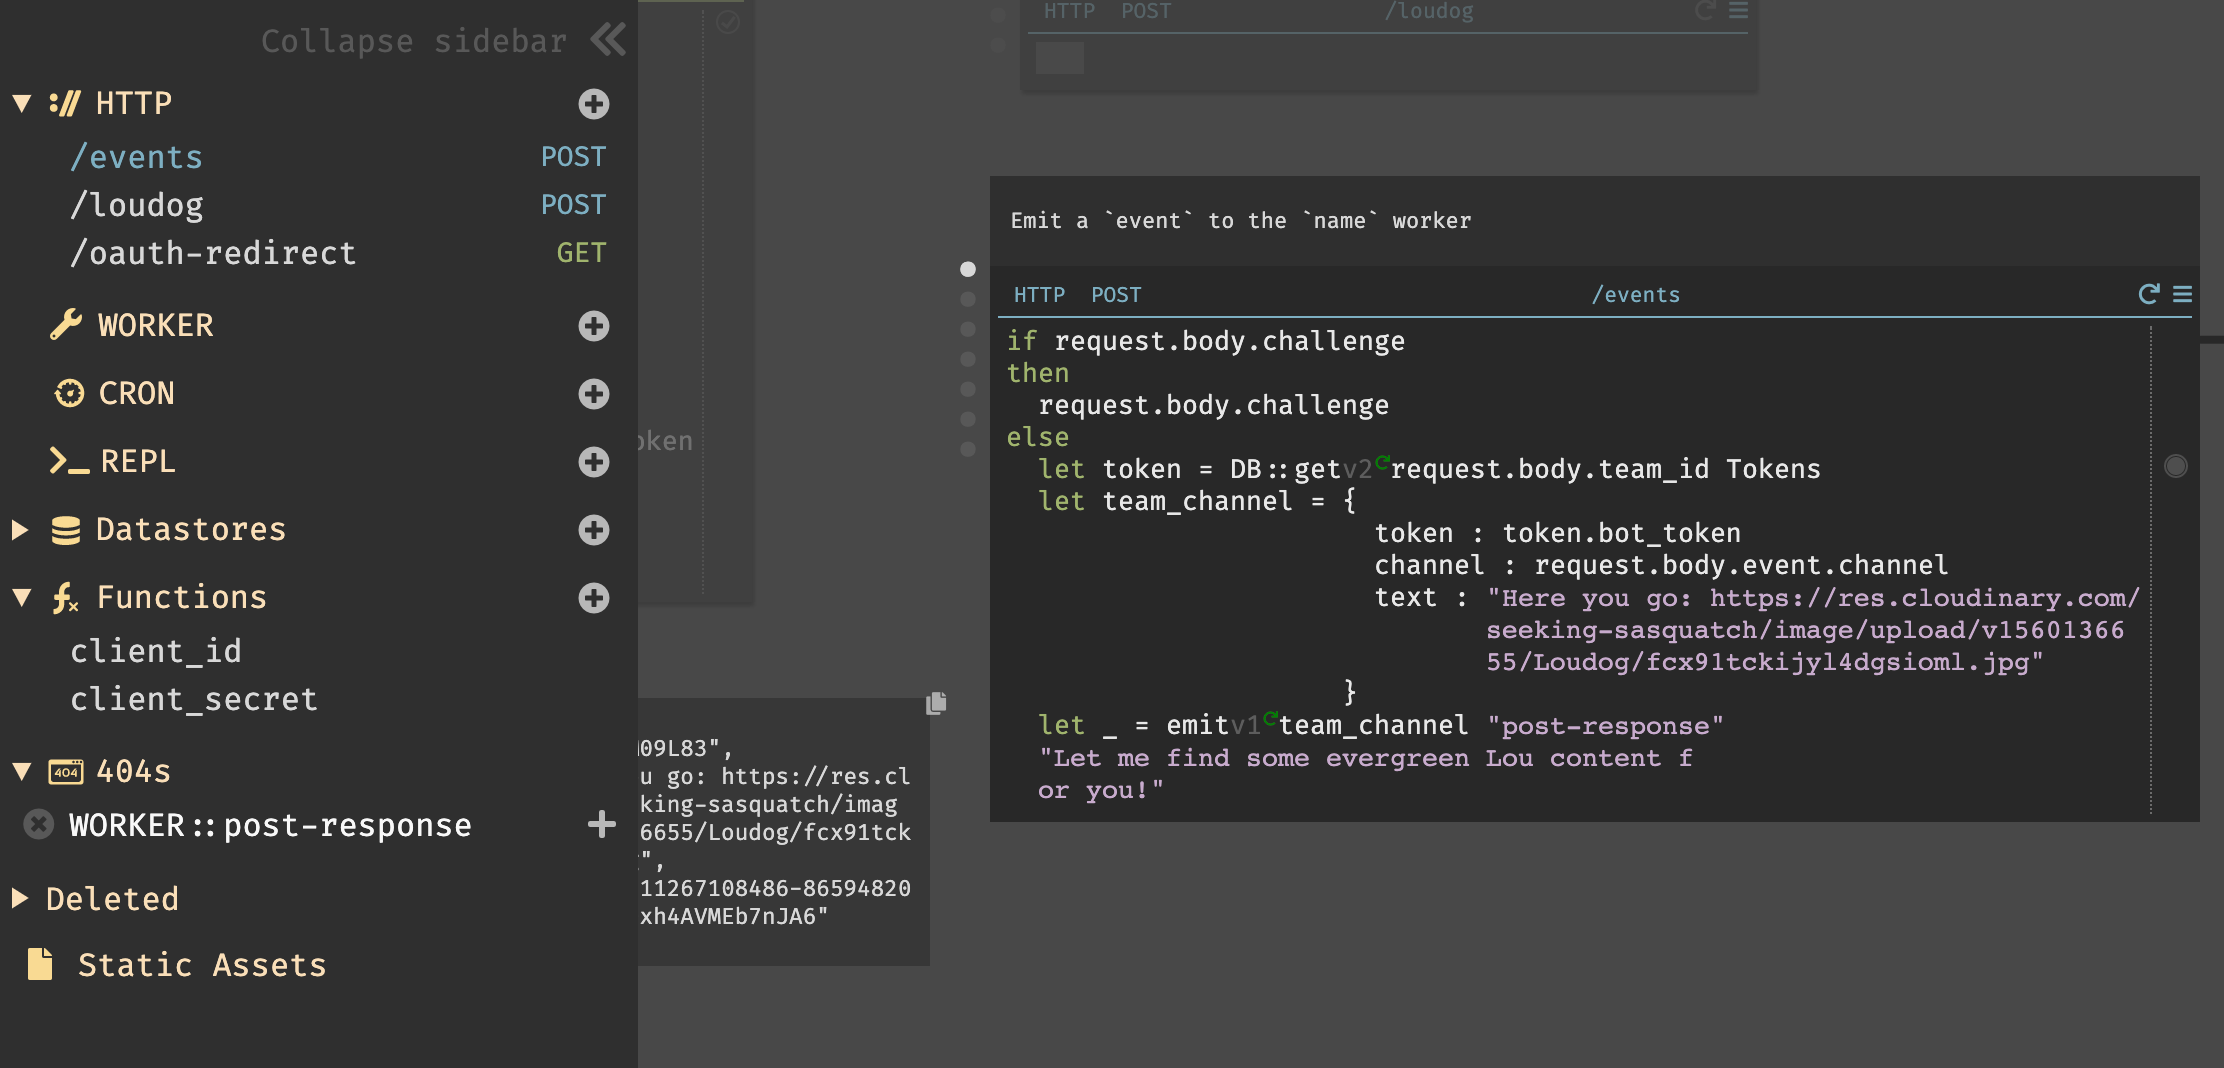 Collapse sidebar
HTTP
/events POST
/loudog POST
/oauth-redirect GET
WORKER
CRON
REPL
Datastores
Functions
client_id
client_secret
404 404s
WORKER::post-response
Deleted
Static Assets
oken
09L83",
u go: https://res.cl
king-sasquatch/imag
6655/Loudog/fcx91tck
",
11267108486-86594820
xh4AVMEb7nJA6"
HTTP POST /loudog
Emit a `event` to the `name` worker
HTTP POST /events
if request.body.challenge
then
request.body.challenge
else
let token = DB::getv2 request.body.team_id Tokens
let team_channel = {
token : token.bot_token
channel : request.body.event.channel
text : "Here you go: https://res.cloudinary.com/
seeking-sasquatch/image/upload/v15601366
55/Loudog/fcx91tckijyl4dgsioml.jpg"
}
let _ = emitv1 team_channel "post-response"
"Let me find some evergreen Lou content f
or you!"